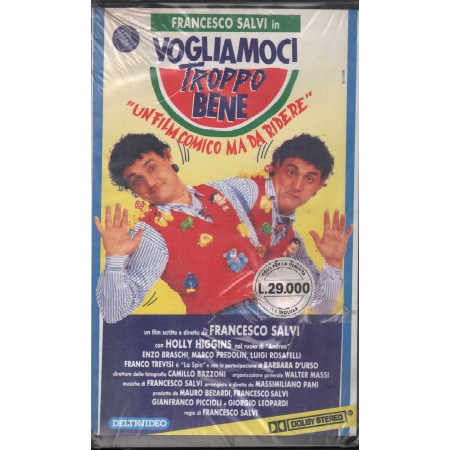 FRANCESCO SALVI in
VOGLIAMOCI
TROPPO
BENE
"UN FILM COMICO MA DA RIDERE"
L.29.000
un film scritto e diretto da FRANCESCO SALVI
con HOLLY HIGGINS nel ruolo di "Andrea"
ENZO BRASCHI, MARCO PREDOLIN, LUIGI ROSAFELLI
FRANCO TREVISI è "Lo Spio" e con la partecipazione di BARBARA D'URSO
direttore della fotografia CAMILLO BAZZONI organizzatore generale WALTER MASSI
musiche di FRANCESCO SALVI arrangiate e dirette da MASSIMILIANO PANI
prodotto da MAURO BERARDI, FRANCESCO SALVI
GIANFRANCO PICCIOLI e GIORGIO LEOPARDI
regia di FRANCESCO SALVI
DELTAVIDEO
DOLBY STEREO